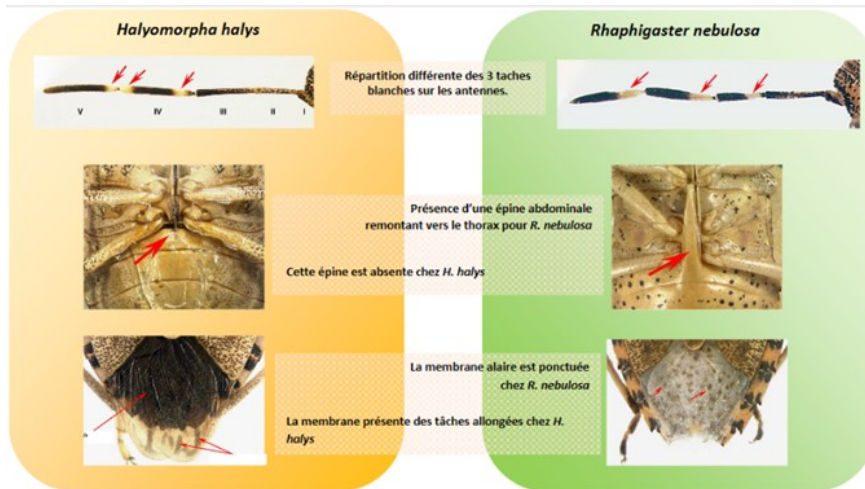 Halyomorpha halys
Rhaphigaster nebulosa
Répartition différente des 3 taches
blanches sur les antennes.
V IV III II I
Présence d'une épine abdominale
remontant vers le thorax pour R. nebulosa
Cette épine est absente chez H. halys
La membrane alaire est ponctuée
chez R. nebulosa
La membrane présente des tâches allongées chez H.
halys